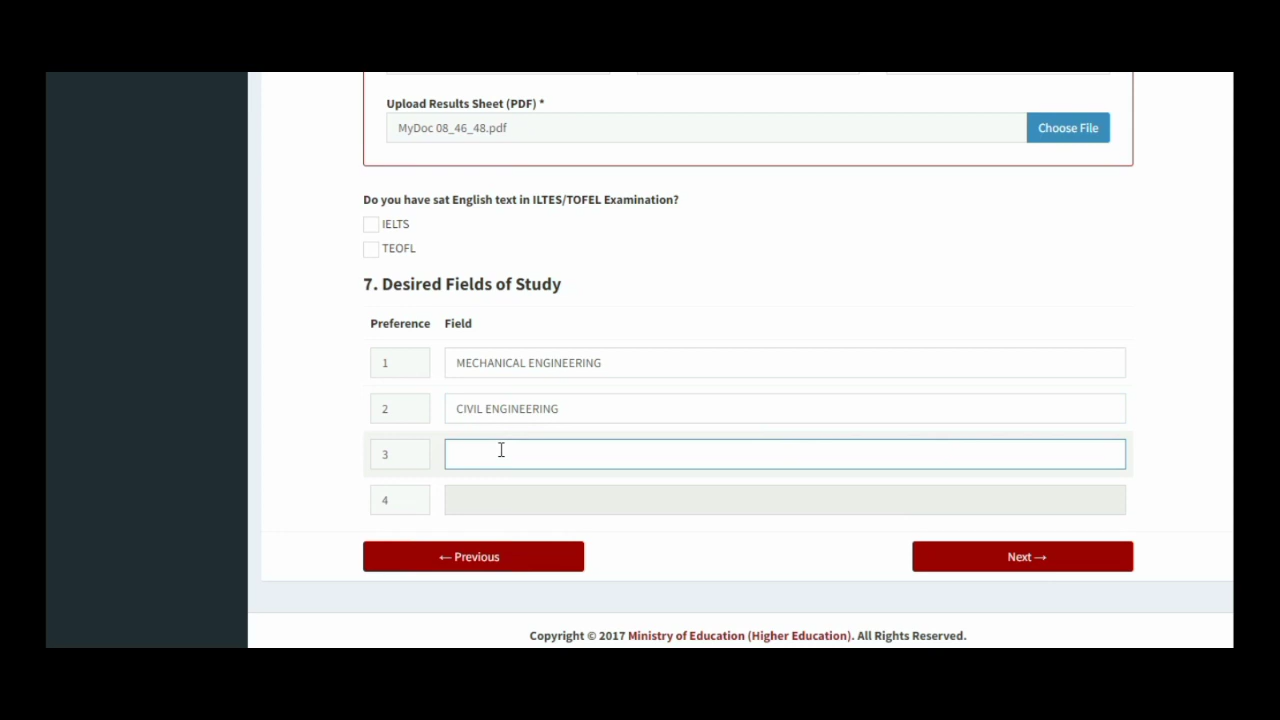 Upload Results Sheet (PDF) *
MyDoc 08_46_48.pdf
Choose File
Do you have sat English text in ILTES/TOFEL Examination?
IELTS
TEOFL
7. Desired Fields of Study
Preference Field
1 MECHANICAL ENGINEERING
2 CIVIL ENGINEERING
3
4
← Previous
Next →
Copyright © 2017 Ministry of Education (Higher Education). All Rights Reserved.